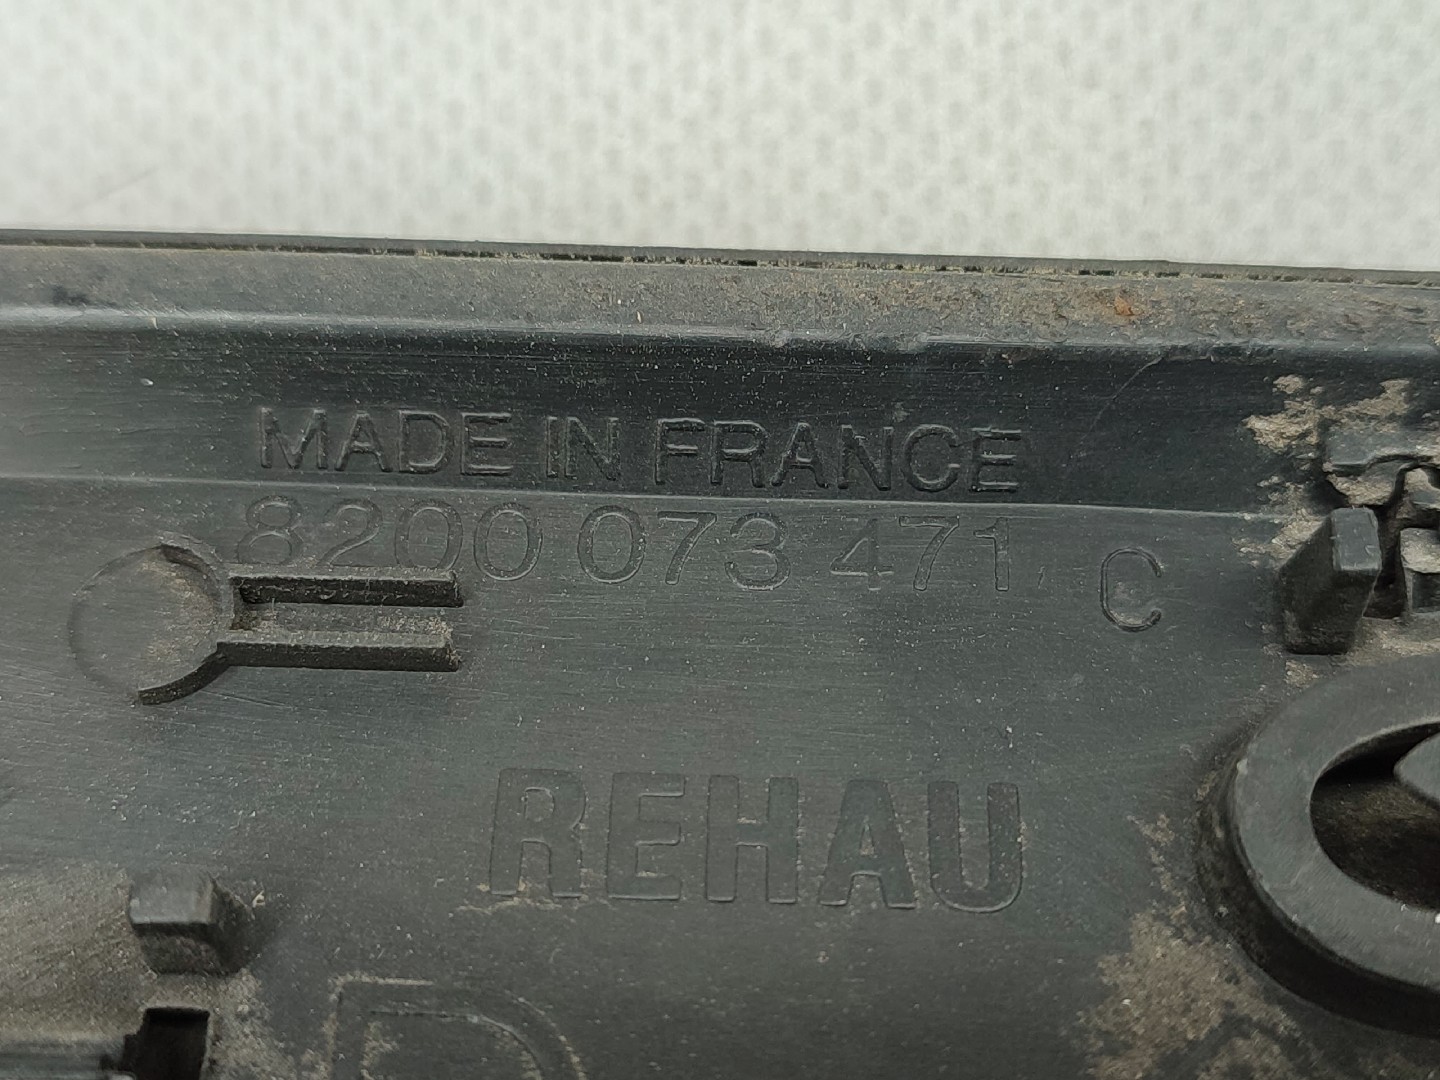 MADE IN FRANCE
8200 073 471 C
REHAU